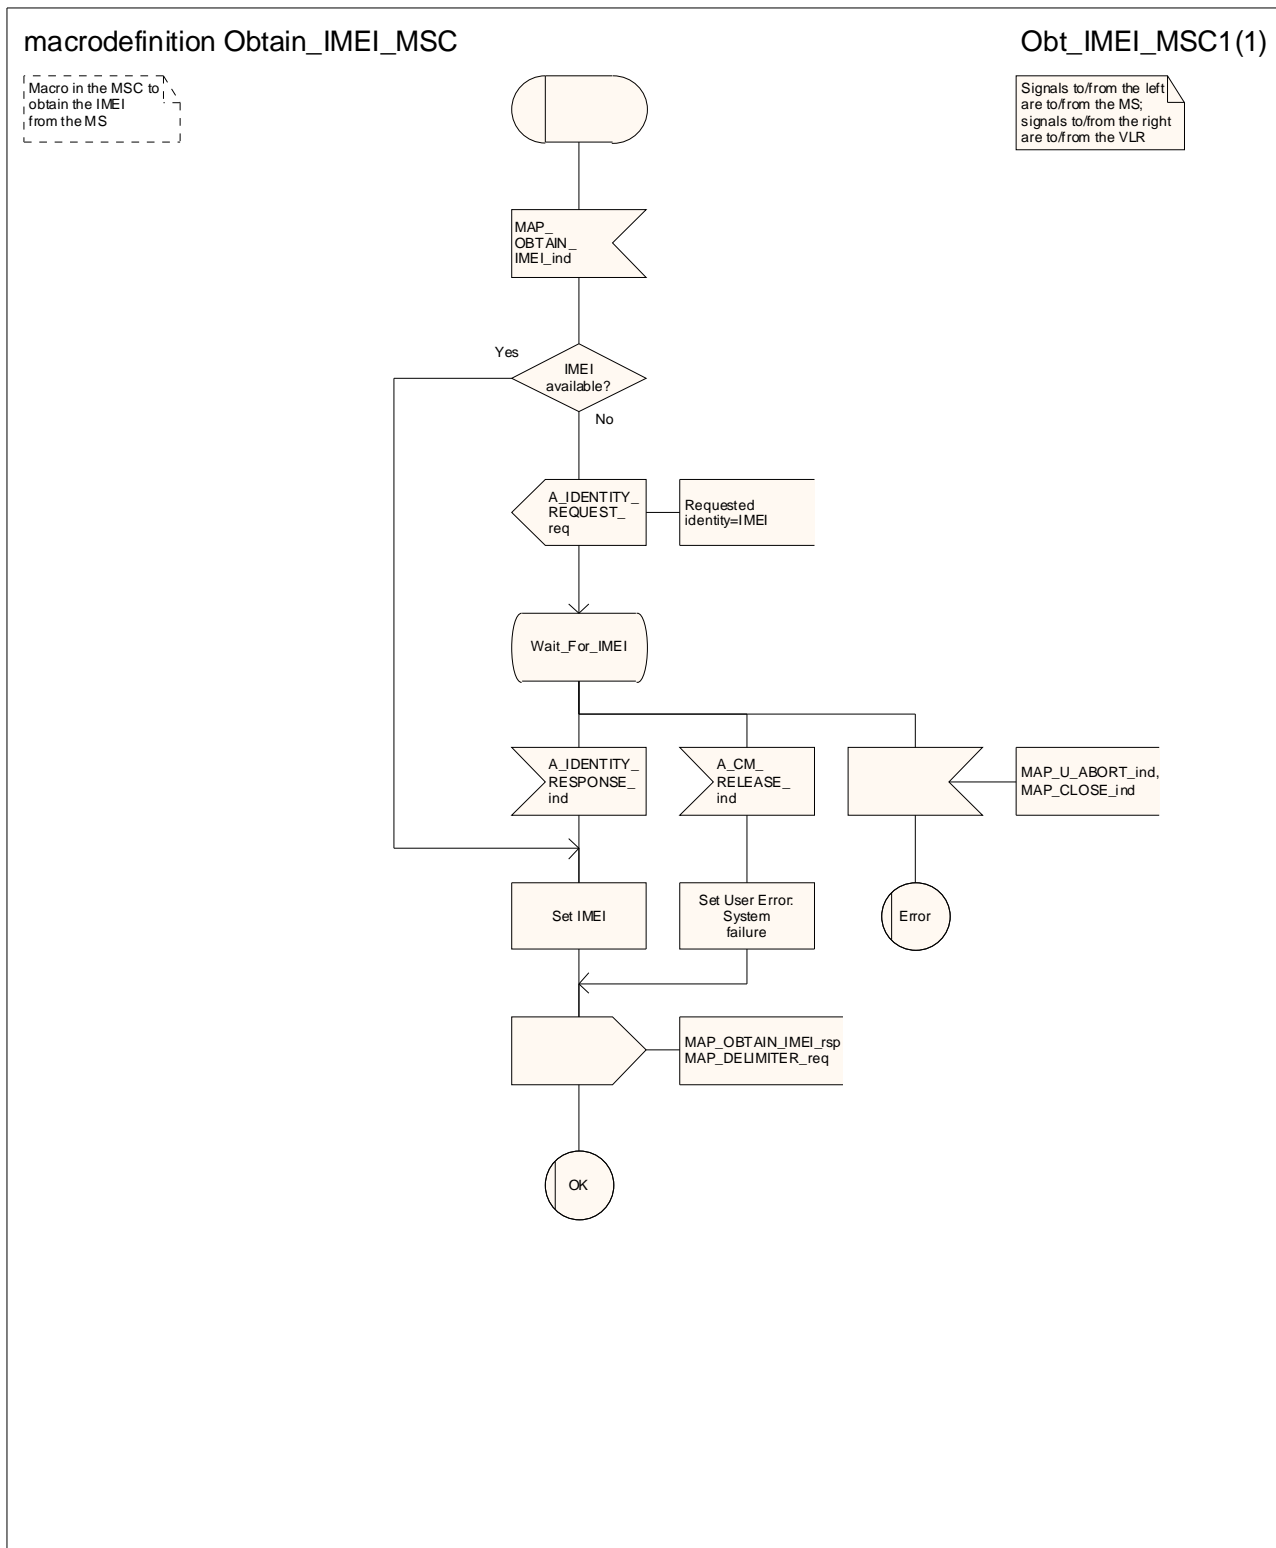 macrodefinition Obtain_IMEI_MSC
Obt_IMEI_MSC1(1)
Macro in the MSC to
obtain the IMEI
from the MS
Signals to/from the left
are to/from the MS;
signals to/from the right
are to/from the VLR
MAP_
OBTAIN_
IMEI_ind
Yes
IMEI
available?
No
A_IDENTITY_
REQUEST_
req
Requested
identity=IMEI
Wait_For_IMEI
A_IDENTITY_
RESPONSE_
ind
A_CM_
RELEASE_
ind
MAP_U_ABORT_ind,
MAP_CLOSE_ind
Set IMEI
Set User Error:
System
failure
Error
MAP_OBTAIN_IMEI_rsp
MAP_DELIMITER_req
OK